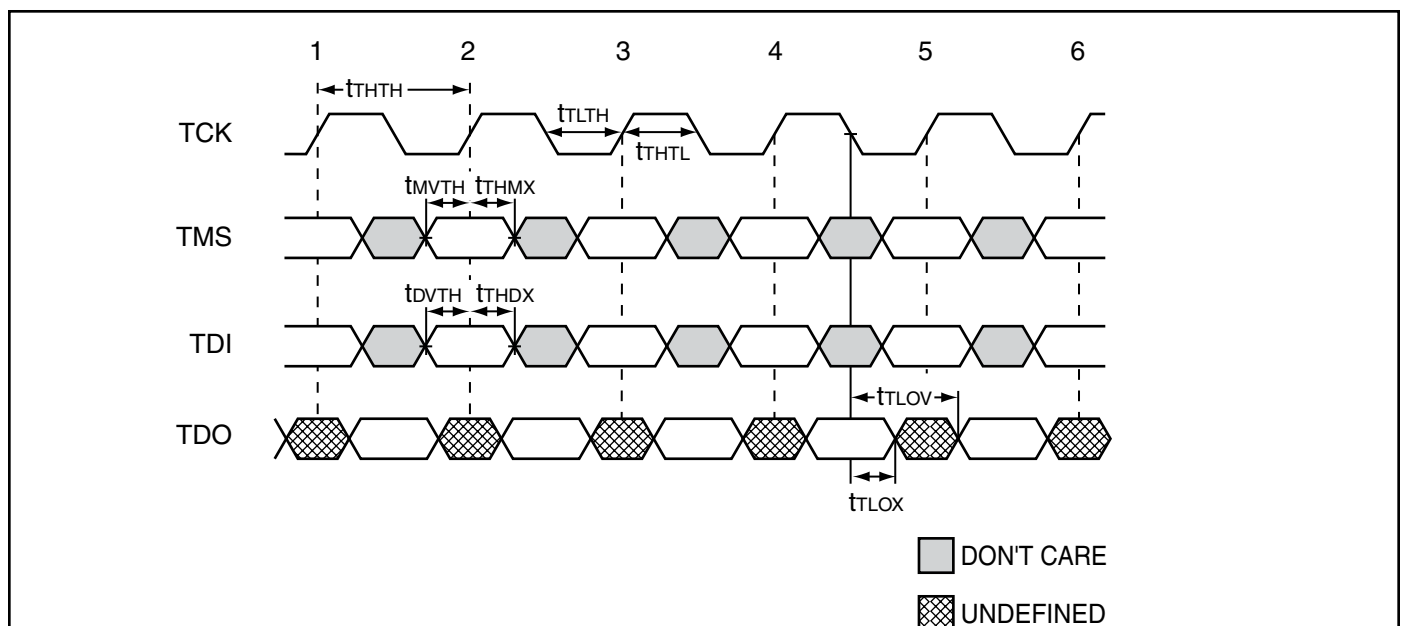 1 2 3 4 5 6
tTHTH
tTLTH
TCK
tTHTL
tMVTH tTHMX
TMS
tDVTH tTHDX
TDI
tTLOV
TDO
tTLOX
DON'T CARE
UNDEFINED